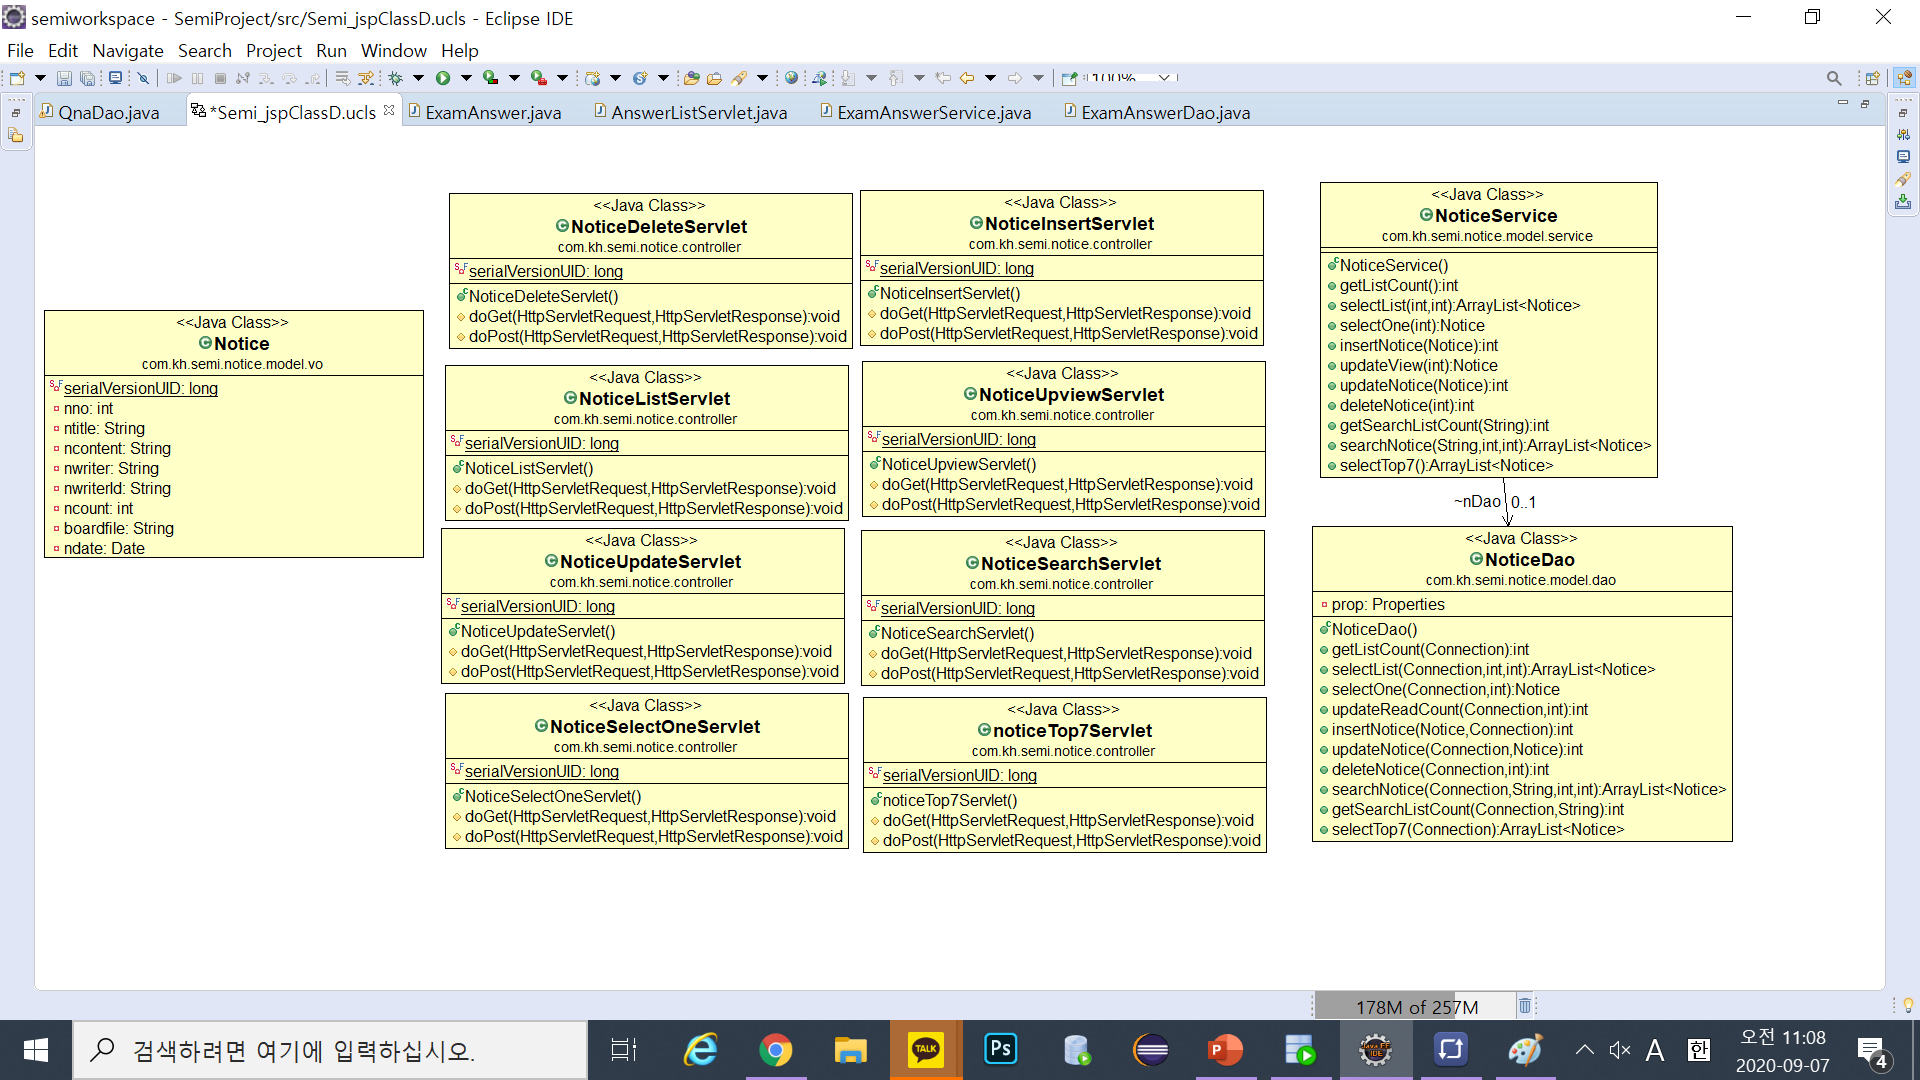 semiworkspace - SemiProject/src/Semi_jspClassD.ucls - Eclipse IDE
File Edit Navigate Search Project Run Window Help
100%
QnaDao.java
*Semi_jspClassD.ucls
ExamAnswer.java
AnswerListServlet.java
ExamAnswerService.java
ExamAnswerDao.java
<<Java Class>>
Notice
com.kh.semi.notice.model.vo
serialVersionUID: long
nno: int
ntitle: String
ncontent: String
nwriter: String
nwriterId: String
ncount: int
boardfile: String
ndate: Date
<<Java Class>>
NoticeDeleteServlet
com.kh.semi.notice.controller
serialVersionUID: long
NoticeDeleteServlet()
doGet(HttpServletRequest,HttpServletResponse):void
doPost(HttpServletRequest,HttpServletResponse):void
<<Java Class>>
NoticeListServlet
com.kh.semi.notice.controller
serialVersionUID: long
NoticeListServlet()
doGet(HttpServletRequest,HttpServletResponse):void
doPost(HttpServletRequest,HttpServletResponse):void
<<Java Class>>
NoticeUpdateServlet
com.kh.semi.notice.controller
serialVersionUID: long
NoticeUpdateServlet()
doGet(HttpServletRequest,HttpServletResponse):void
doPost(HttpServletRequest,HttpServletResponse):void
<<Java Class>>
NoticeSelectOneServlet
com.kh.semi.notice.controller
serialVersionUID: long
NoticeSelectOneServlet()
doGet(HttpServletRequest,HttpServletResponse):void
doPost(HttpServletRequest,HttpServletResponse):void
<<Java Class>>
NoticeInsertServlet
com.kh.semi.notice.controller
serialVersionUID: long
NoticeInsertServlet()
doGet(HttpServletRequest,HttpServletResponse):void
doPost(HttpServletRequest,HttpServletResponse):void
<<Java Class>>
NoticeUpviewServlet
com.kh.semi.notice.controller
serialVersionUID: long
NoticeUpviewServlet()
doGet(HttpServletRequest,HttpServletResponse):void
doPost(HttpServletRequest,HttpServletResponse):void
<<Java Class>>
NoticeSearchServlet
com.kh.semi.notice.controller
serialVersionUID: long
NoticeSearchServlet()
doGet(HttpServletRequest,HttpServletResponse):void
doPost(HttpServletRequest,HttpServletResponse):void
<<Java Class>>
noticeTop7Servlet
com.kh.semi.notice.controller
serialVersionUID: long
noticeTop7Servlet()
doGet(HttpServletRequest,HttpServletResponse):void
doPost(HttpServletRequest,HttpServletResponse):void
<<Java Class>>
NoticeService
com.kh.semi.notice.model.service
NoticeService()
getListCount():int
selectList(int,int):ArrayList<Notice>
selectOne(int):Notice
insertNotice(Notice):int
updateView(int):Notice
updateNotice(Notice):int
deleteNotice(int):int
getSearchListCount(String):int
searchNotice(String,int,int):ArrayList<Notice>
selectTop7():ArrayList<Notice>
~nDao 0..1
<<Java Class>>
NoticeDao
com.kh.semi.notice.model.dao
prop: Properties
NoticeDao()
getListCount(Connection):int
selectList(Connection,int,int):ArrayList<Notice>
selectOne(Connection,int):Notice
updateReadCount(Connection,int):int
insertNotice(Notice,Connection):int
updateNotice(Connection,Notice):int
deleteNotice(Connection,int):int
searchNotice(Connection,String,int,int):ArrayList<Notice>
getSearchListCount(Connection,String):int
selectTop7(Connection):ArrayList<Notice>
178M of 257M
검색하려면 여기에 입력하십시오.
TALK
Ps
P
Java EE
IDE
A
한
오전 11:08
2020-09-07
4